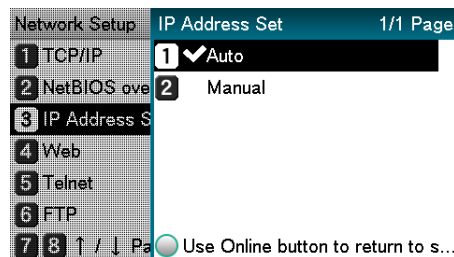 Network Setup
1 TCP/IP
2 NetBIOS ove
3 IP Address S
4 Web
5 Telnet
6 FTP
7 8 ↑ / ↓ Pa
IP Address Set 1/1 Page
1 ✔Auto
2 Manual
Use Online button to return to s...